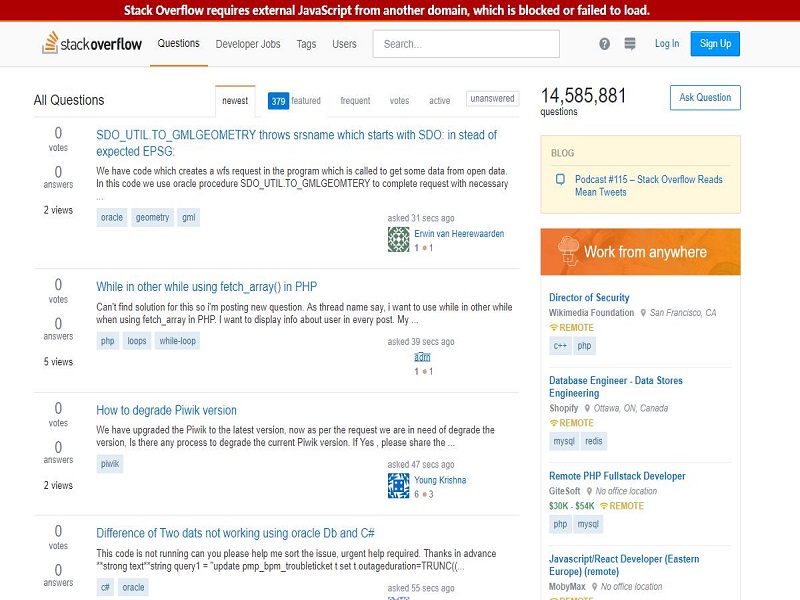 Stack Overflow requires external JavaScript from another domain, which is blocked or failed to load.
stackoverflow Questions Developer Jobs Tags Users Search... Log In Sign Up
All Questions newest 379 featured frequent votes active unanswered
0
votes
0
answers
2 views
SDO_UTIL.TO_GMLGEOMETRY throws srsname which starts with SDO: in stead of
expected EPSG:
We have code which creates a wfs request in the program which is called to get some data from open data.
In this code we use oracle procedure SDO_UTIL.TO_GMLGEOMTERY to complete request with necessary
...
oracle geometry gml
asked 31 secs ago
Erwin van Heerewaarden
1 1
0
votes
0
answers
5 views
While in other while using fetch_array() in PHP
Can't find solution for this so i'm posting new question. As thread name say, i want to use while in other while
when using fetch_array in PHP. I want to display info about user in every post. My ...
php loops while-loop
asked 39 secs ago
adm
1 1
0
votes
0
answers
2 views
How to degrade Piwik version
We have upgraded the Piwik to the latest version, now as per the request we are in need of degrade the
version, Is there any process to degrade the current Piwik version. If Yes , please share the ...
piwik
asked 47 secs ago
Young Krishna
6 3
0
votes
0
answers
Difference of Two dats not working using oracle Db and C#
This code is not running can you please help me sort the issue, urgent help required. Thanks in advance
**strong text**string query1 = "update pmp_bpm_troubleticket t set t.outageduration=TRUNC((...
c# oracle
asked 55 secs ago
14,585,881
questions
Ask Question
BLOG
Podcast #115 – Stack Overflow Reads
Mean Tweets
Work from anywhere
Director of Security
Wikimedia Foundation San Francisco, CA
REMOTE
c++ php
Database Engineer - Data Stores
Engineering
Shopify Ottawa, ON, Canada
REMOTE
mysql redis
Remote PHP Fullstack Developer
GiteSoft No office location
$30K - $54K REMOTE
php mysql
Javascript/React Developer (Eastern
Europe) (remote)
MobyMax No office location